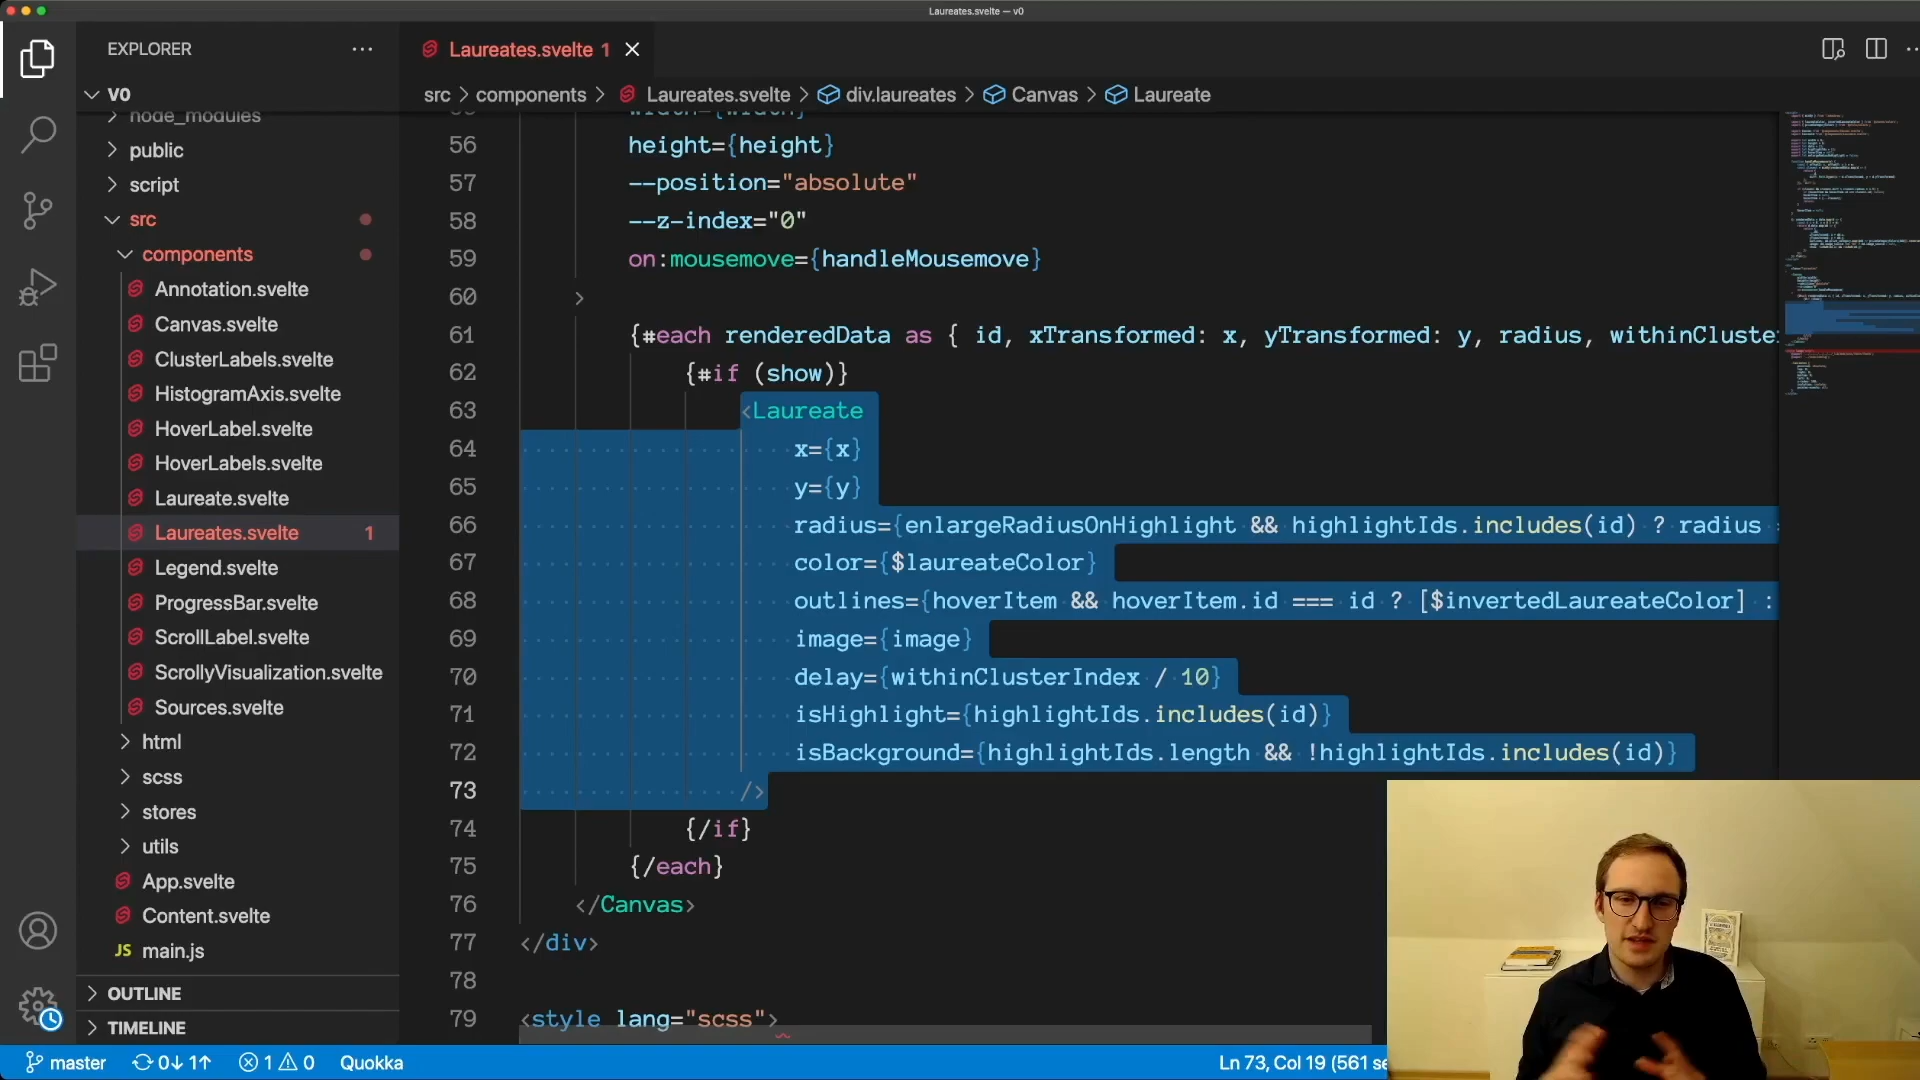 Laureates.svelte — v0
EXPLORER
Laureates.svelte 1
V0
src > components > Laureates.svelte > div.laureates > Canvas > Laureate
node_modules
public
script
src
components
Annotation.svelte
Canvas.svelte
ClusterLabels.svelte
HistogramAxis.svelte
HoverLabel.svelte
HoverLabels.svelte
Laureate.svelte
Laureates.svelte 1
Legend.svelte
ProgressBar.svelte
ScrollLabel.svelte
ScrollyVisualization.svelte
Sources.svelte
html
scss
stores
utils
App.svelte
Content.svelte
JS main.js
OUTLINE
TIMELINE
width={width}
56 height={height}
57 --position="absolute"
58 --z-index="0"
59 on:mousemove={handleMousemove}
60 >
61 {#each renderedData as { id, xTransformed: x, yTransformed: y, radius, withinCluster
62 {#if (show)}
63 <Laureate
64 x={x}
65 y={y}
66 radius={enlargeRadiusOnHighlight && highlightIds.includes(id) ? radius
67 color={$laureateColor}
68 outlines={hoverItem && hoverItem.id === id ? [$invertedLaureateColor] :
69 image={image}
70 delay={withinClusterIndex / 10}
71 isHighlight={highlightIds.includes(id)}
72 isBackground={highlightIds.length && !highlightIds.includes(id)}
73 />
74 {/if}
75 {/each}
76 </Canvas>
77 </div>
78
79 <style lang="scss">
master 0↓ 1↑ 1 0 Quokka
Ln 73, Col 19 (561 se